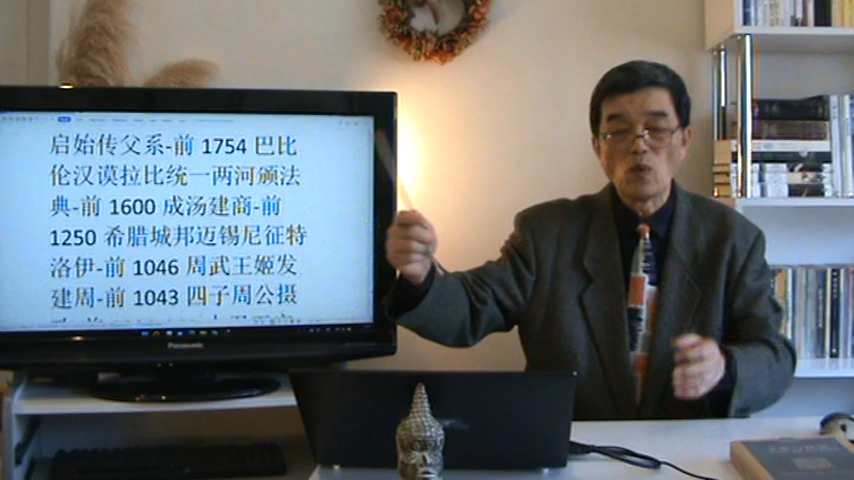 启始传父系-前 1754 巴比
伦汉谟拉比统一两河颁法
典-前 1600 成汤建商-前
1250 希腊城邦迈锡尼征特
洛伊-前 1046 周武王姬发
建周-前 1043 四子周公摄
Panasonic